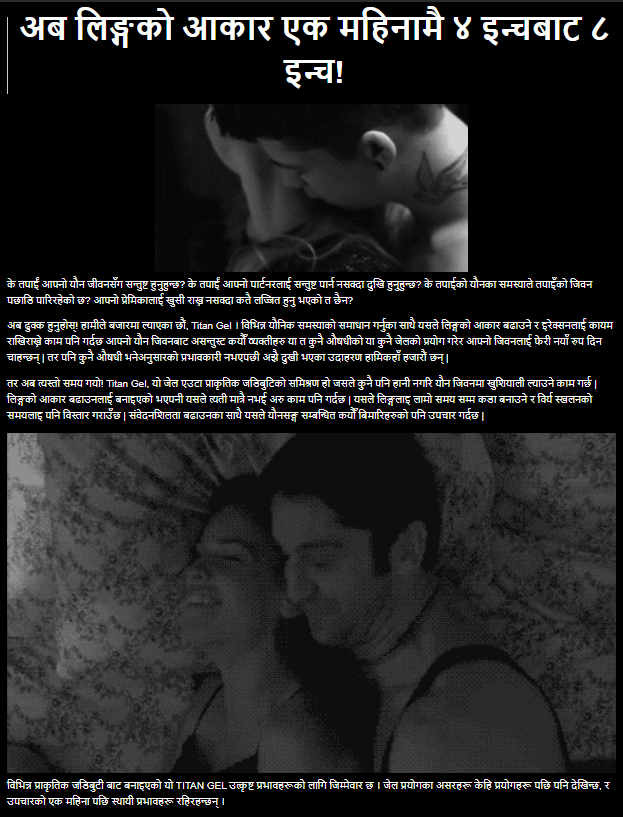 अब लिङ्गको आकार एक महिनामै ४ इन्चबाट ८
इन्च!
के तपाईं आफ्नो यौन जीवनसँग सन्तुष्ट हुनुहुन्छ? के तपाईं आफ्नो पार्टनरलाई सन्तुष्ट पार्न नसक्दा दुखि हुनुहुन्छ? के तपाईको यौनका समस्याले तपाइँको जिवन
पछाडि पारिरहेको छ? आफ्नो प्रेमिकालाई खुसी राख्न नसक्दा कतै लज्जित हुनु भएको त छैन?
अब ढुक्क हुनुहोस्! हामीले बजारमा ल्याएका छौं, Titan Gel । विभिन्न यौनिक समस्याको समाधान गर्नुका साथै यसले लिङ्गको आकार बढाउने र इरेक्सनलाई कायम
राखिराख्ने काम पनि गर्दछ आफ्नो यौन जिवनबाट असन्तुस्ट कयौँ व्यक्तीहरु या त कुनै औषधीको या कुनै जेलको प्रयोग गरेर आफ्नो जिवनलाई फेरी नयाँ रुप दिन
चाहन्छन् | तर पनि कुनै औषधी भनेअनुसारको प्रभावकारी नभएपछी अझै दुखी भएका उदाहरण हामिकहाँ हजारौ छन् |
तर अब त्यस्तो समय गयो! Titan Gel, यो जेल एउटा प्राकृतिक जडिबुटिको समिश्रण हो जसले कुनै पनि हानी नगरि यौन जिवनमा खुशियाली ल्याउने काम गर्छ |
लिङ्गको आकार बढाउनलाई बनाइएको भएपनी यसले त्यती मात्रै नभई अरु काम पनि गर्दछ | यसले लिङ्गलाइ लामो समय सम्म कडा बनाउने र विर्य स्खलनको
समयलाइ पनि बिस्तार गराउँछ | संवेदनशिलता बढाउनका साथै यसले यौनसङ्ग सम्बन्धित कयौँ बिमारिहरुको पनि उपचार गर्दछ |
विभिन्न प्राकृतिक जडिबुटी बाट बनाइएको यो TITAN GEL उत्कृष्ट प्रभावहरूको लागि जिम्मेवार छ । जेल प्रयोगका असरहरू केहि प्रयोगहरू पछि पनि देखिन्छ, र
उपचारको एक महिना पछि स्थायी प्रभावहरू रहिरहन्छन् ।